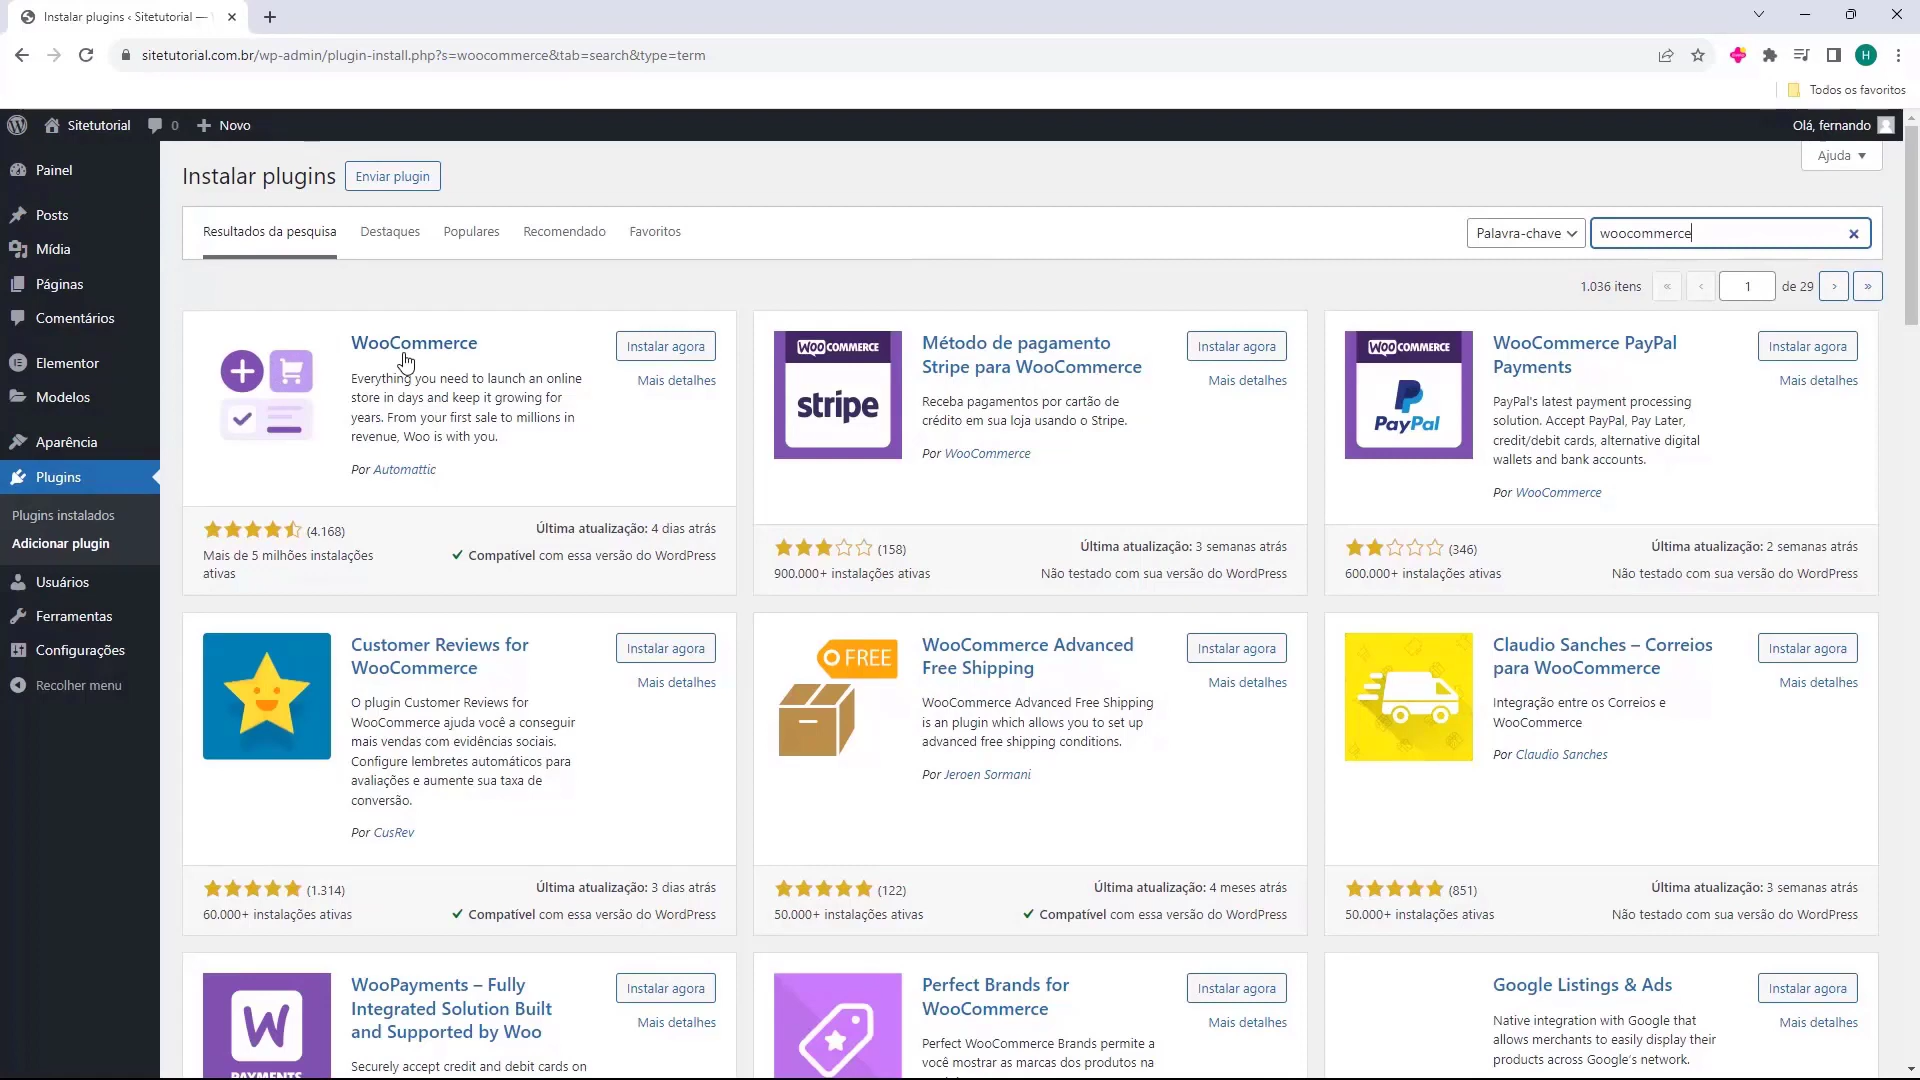 Instalar plugins ‹ Sitetutorial —
sitetutorial.com.br/wp-admin/plugin-install.php?s=woocommerce&tab=search&type=term
H
Todos os favoritos
Sitetutorial
0
Novo
Olá, fernando
Painel
Posts
Mídia
Páginas
Comentários
Elementor
Modelos
Aparência
Plugins
Plugins instalados
Adicionar plugin
Usuários
Ferramentas
Configurações
Recolher menu
Ajuda
Instalar plugins
Enviar plugin
Resultados da pesquisa
Destaques
Populares
Recomendado
Favoritos
Palavra-chave
woocommerce
1.036 itens
«
‹
1
de 29
›
»
WooCommerce
Instalar agora
Mais detalhes
Everything you need to launch an online
store in days and keep it growing for
years. From your first sale to millions in
revenue, Woo is with you.
Por Automattic
(4.168)
Mais de 5 milhões instalações
ativas
Última atualização: 4 dias atrás
Compatível com essa versão do WordPress
WOOCOMMERCE
stripe
Método de pagamento
Stripe para WooCommerce
Instalar agora
Mais detalhes
Receba pagamentos por cartão de
crédito em sua loja usando o Stripe.
Por WooCommerce
(158)
900.000+ instalações ativas
Última atualização: 3 semanas atrás
Não testado com sua versão do WordPress
WOOCOMMERCE
PayPal
WooCommerce PayPal
Payments
Instalar agora
Mais detalhes
PayPal's latest payment processing
solution. Accept PayPal, Pay Later,
credit/debit cards, alternative digital
wallets and bank accounts.
Por WooCommerce
(346)
600.000+ instalações ativas
Última atualização: 2 semanas atrás
Não testado com sua versão do WordPress
Customer Reviews for
WooCommerce
Instalar agora
Mais detalhes
O plugin Customer Reviews for
WooCommerce ajuda você a conseguir
mais vendas com evidências sociais.
Configure lembretes automáticos para
avaliações e aumente sua taxa de
conversão.
Por CusRev
(1.314)
60.000+ instalações ativas
Última atualização: 3 dias atrás
Compatível com essa versão do WordPress
FREE
WooCommerce Advanced
Free Shipping
Instalar agora
Mais detalhes
WooCommerce Advanced Free Shipping
is an plugin which allows you to set up
advanced free shipping conditions.
Por Jeroen Sormani
(122)
50.000+ instalações ativas
Última atualização: 4 meses atrás
Compatível com essa versão do WordPress
Claudio Sanches – Correios
para WooCommerce
Instalar agora
Mais detalhes
Integração entre os Correios e
WooCommerce
Por Claudio Sanches
(851)
50.000+ instalações ativas
Última atualização: 3 semanas atrás
Não testado com sua versão do WordPress
W
PAYMENTS
WooPayments – Fully
Integrated Solution Built
and Supported by Woo
Instalar agora
Mais detalhes
Securely accept credit and debit cards on
Perfect Brands for
WooCommerce
Instalar agora
Mais detalhes
Perfect WooCommerce Brands permite a
você mostrar as marcas dos produtos na
Google Listings & Ads
Instalar agora
Mais detalhes
Native integration with Google that
allows merchants to easily display their
products across Google's network.